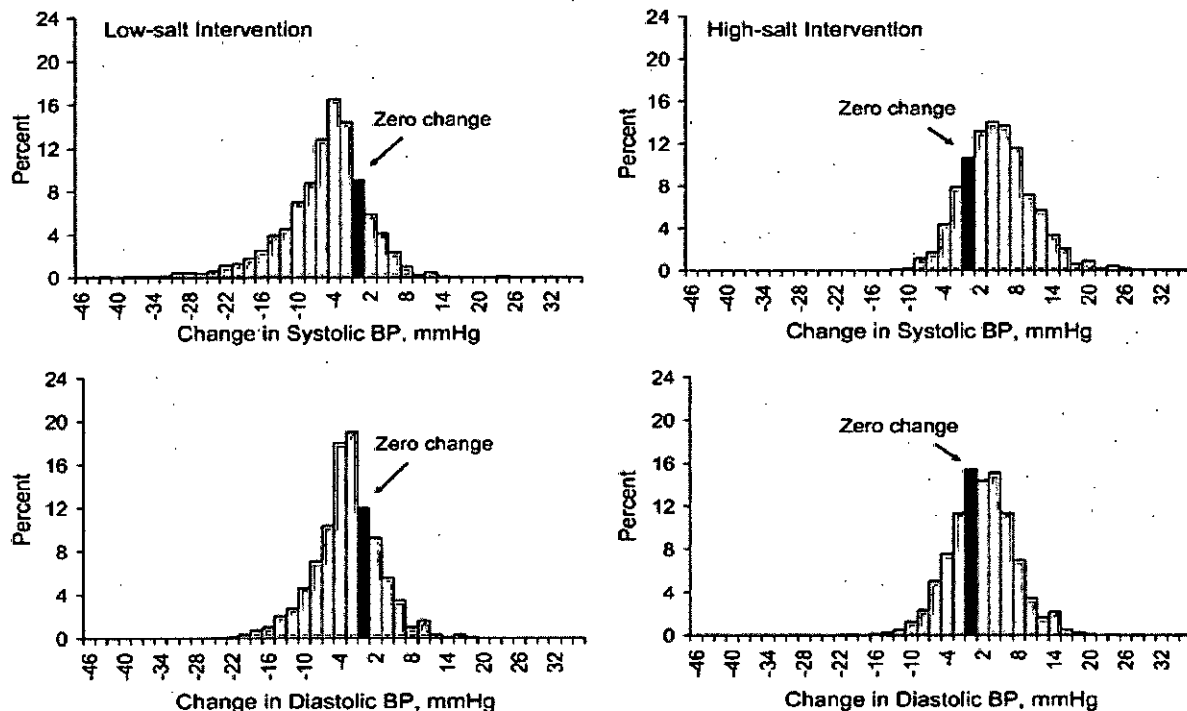 Low-salt Intervention
24
20
16
12
8
4
0
Percent
Zero change
-46 -40 -34 -28 -22 -16 -10 -4 2 8 14 20 26 32
Change in Systolic BP, mmHg
High-salt Intervention
24
20
16
12
8
4
0
Percent
Zero change
-46 -40 -34 -28 -22 -16 -10 -4 2 8 14 20 26 32
Change in Systolic BP, mmHg
24
20
16
12
8
4
0
Percent
Zero change
-46 -40 -34 -28 -22 -16 -10 -4 2 8 14 20 26 32
Change in Diastolic BP, mmHg
24
20
16
12
8
4
0
Percent
Zero change
-46 -40 -34 -28 -22 -16 -10 -4 2 8 14 20 26 32
Change in Diastolic BP, mmHg